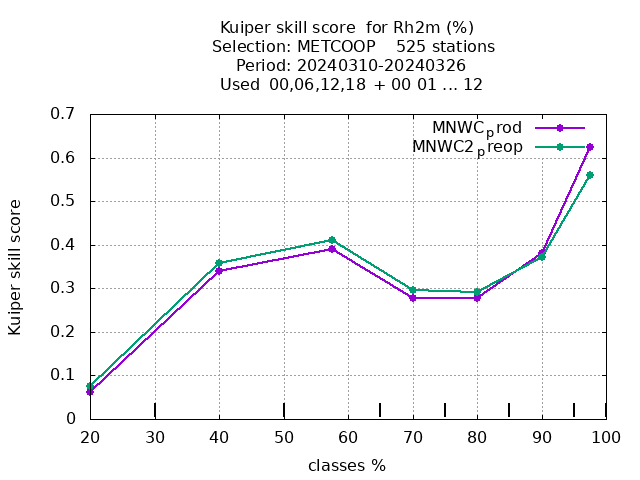 Kuiper skill score for Rh2m (%)
Selection: METCOOP 525 stations
Period: 20240310-20240326
Used 00,06,12,18 + 00 01 ... 12
0.7
0.6
0.5
0.4
0.3
0.2
0.1
0
Kuiper skill score
MNWC_prod
MNWC2_preop
20 30 40 50 60 70 80 90 100
classes %